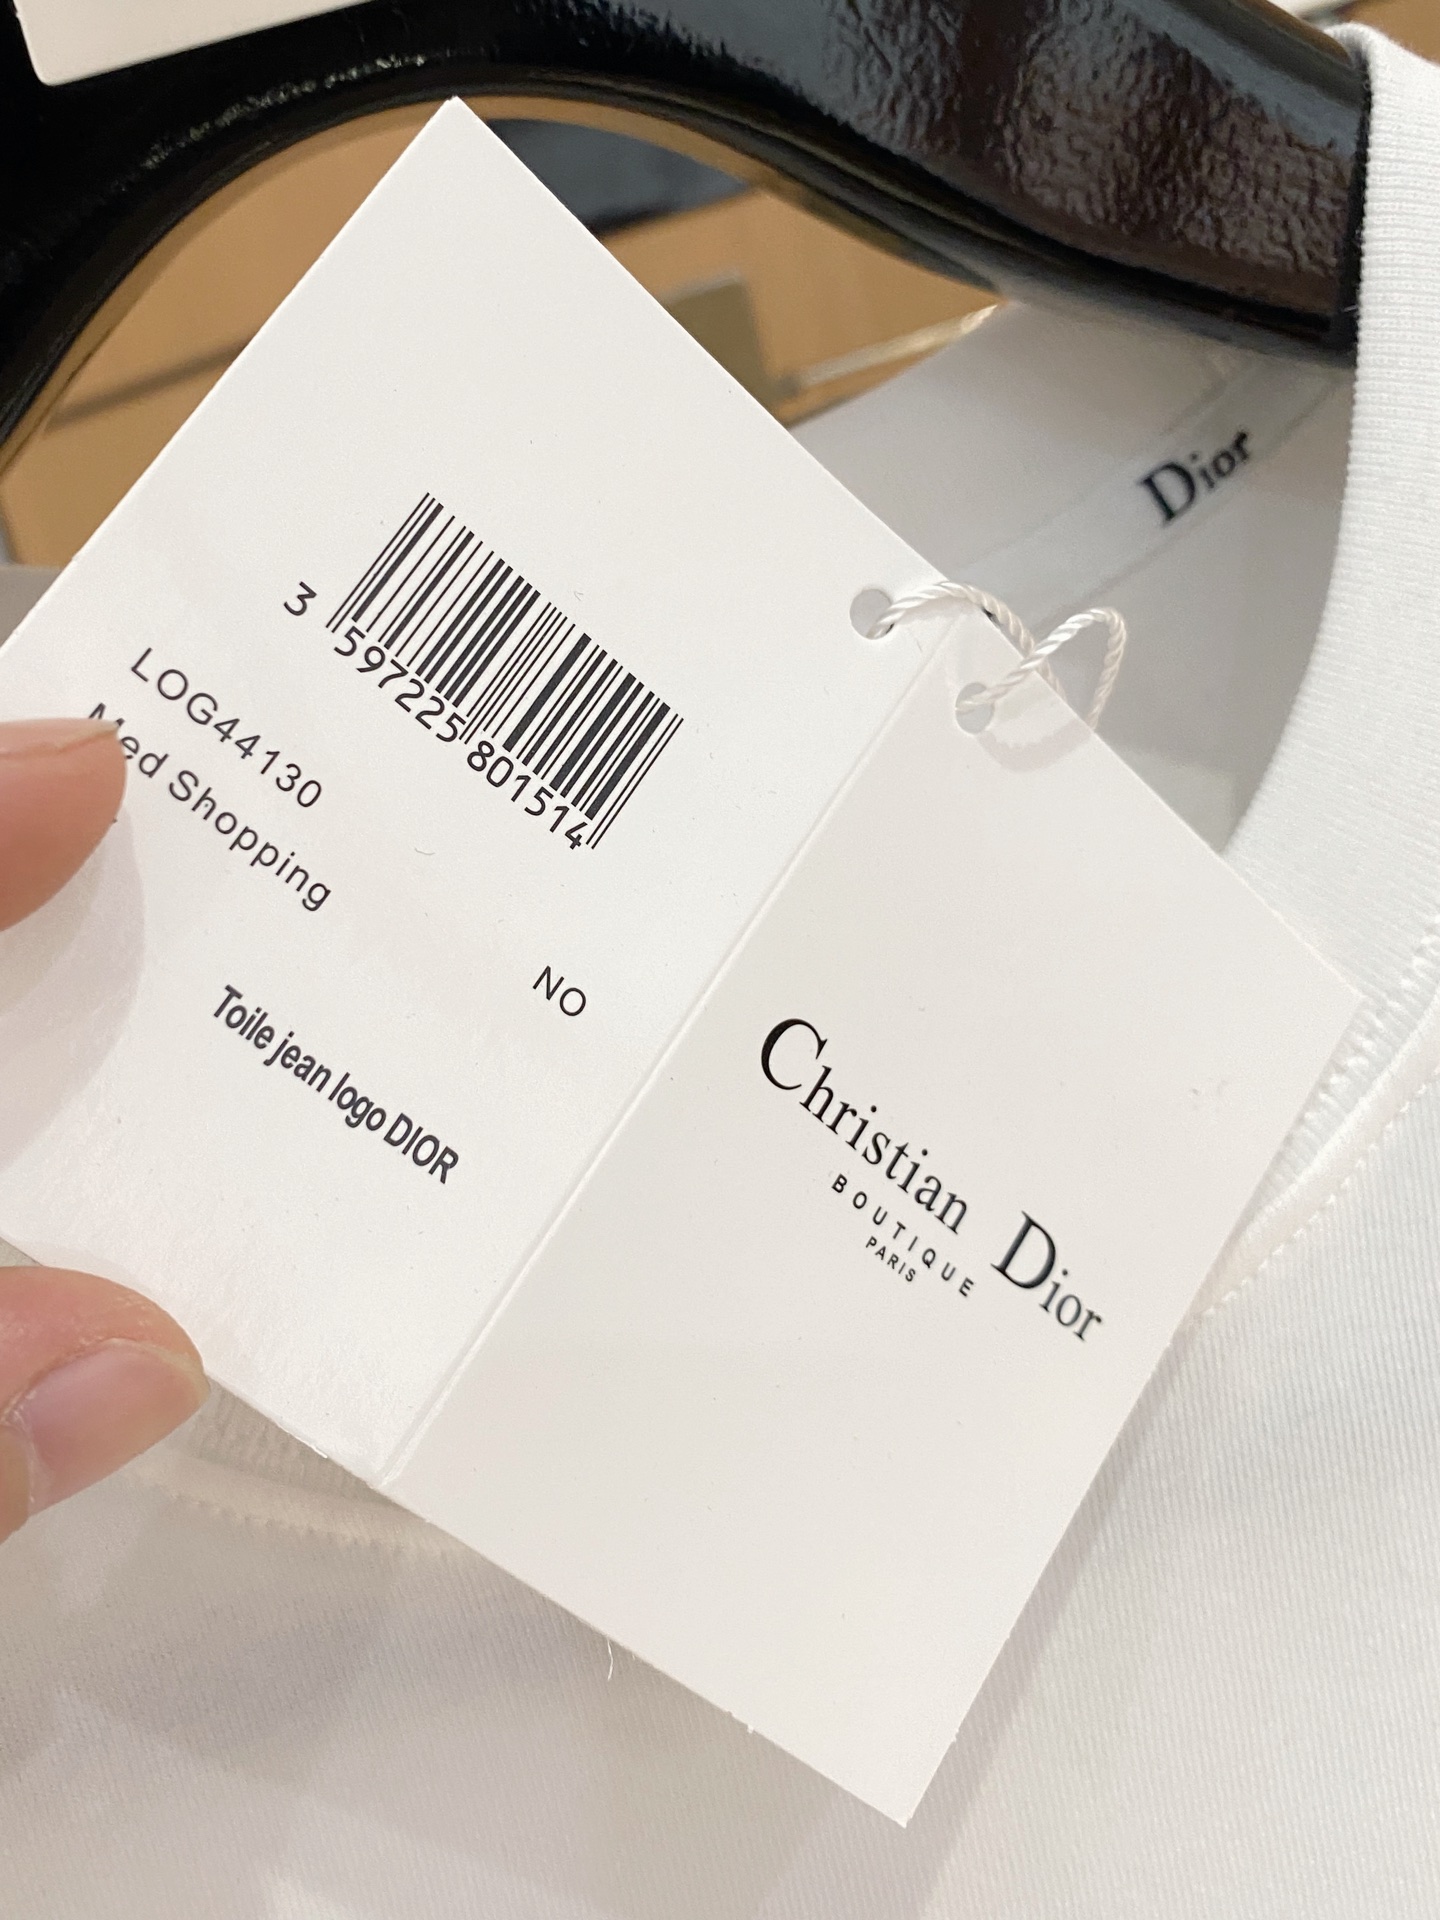 Dior
3 597225 801514
LOG44130
Med Shopping
NO
Toile jean logo DIOR
Christian Dior
BOUTIQUE
PARIS